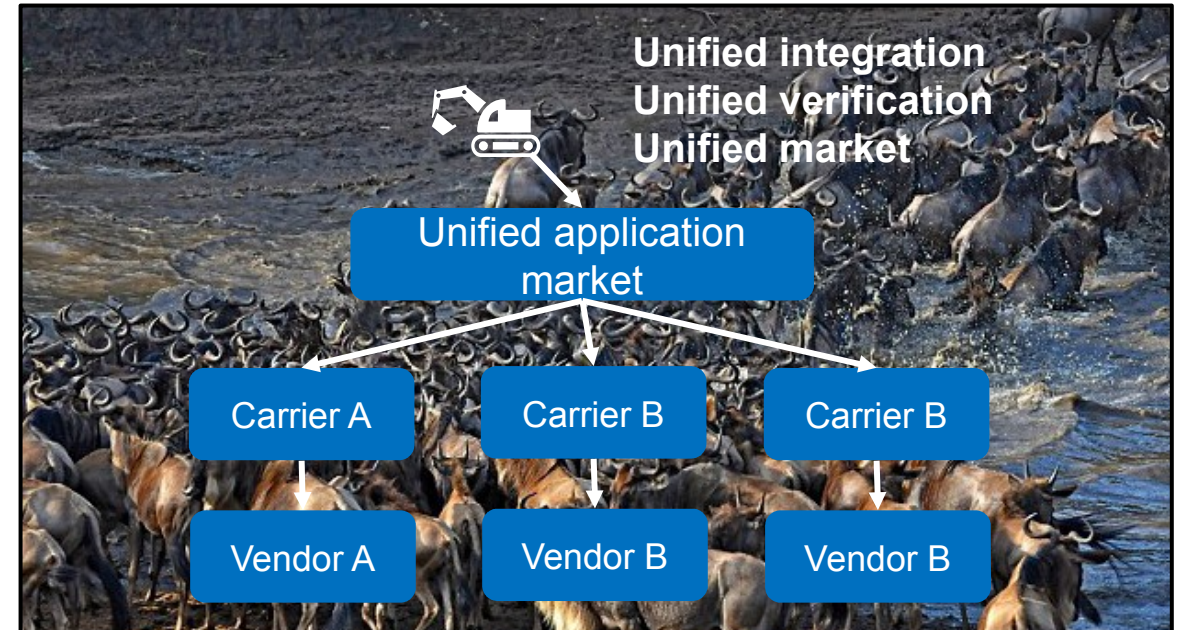 Unified integration
Unified verification
Unified market
Unified application
market
Carrier A
Carrier B
Carrier B
Vendor A
Vendor B
Vendor B